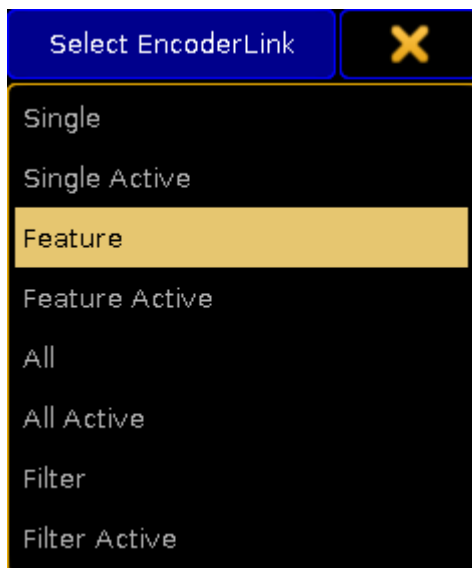 Select EncoderLink
Single
Single Active
Feature
Feature Active
All
All Active
Filter
Filter Active